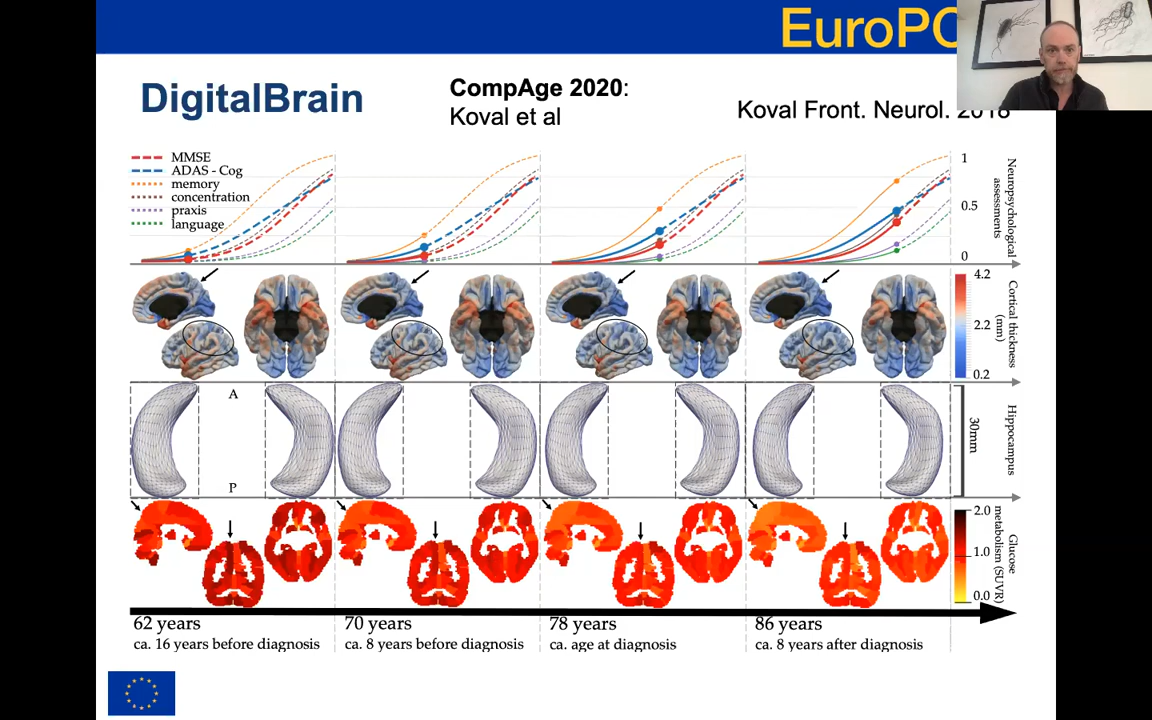 EuroPC
DigitalBrain
CompAge 2020:
Koval et al
Koval Front. Neurol. 2018
MMSE
ADAS - Cog
memory
concentration
praxis
language
1
0.5
0
Neuropsychological
assessments
4.2
2.2
0.2
Cortical thickness
(mm)
A
P
30mm
Hippocampus
2.0
1.0
0.0
Glucose
metabolism (SUVR)
62 years
ca. 16 years before diagnosis
70 years
ca. 8 years before diagnosis
78 years
ca. age at diagnosis
86 years
ca. 8 years after diagnosis